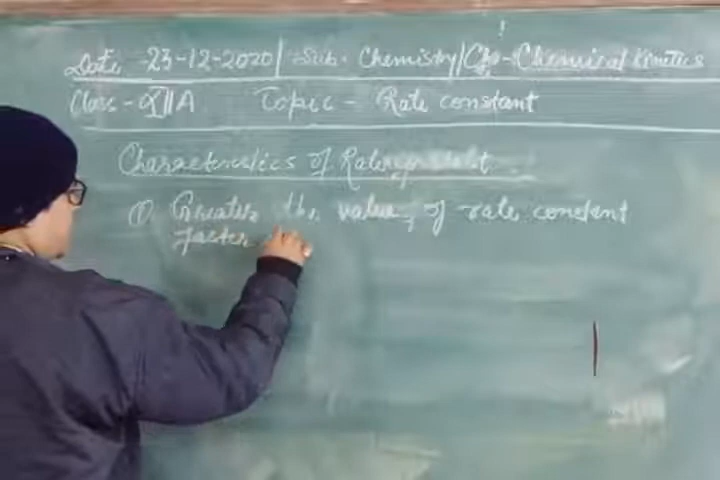 Date -23-12-2020 | Sub. Chemistry | Cha- Chemical Kinetics
Class - XII A Topic - Rate constant
Characteristics of Rate constant
① Greater the value, of rate constant
faster